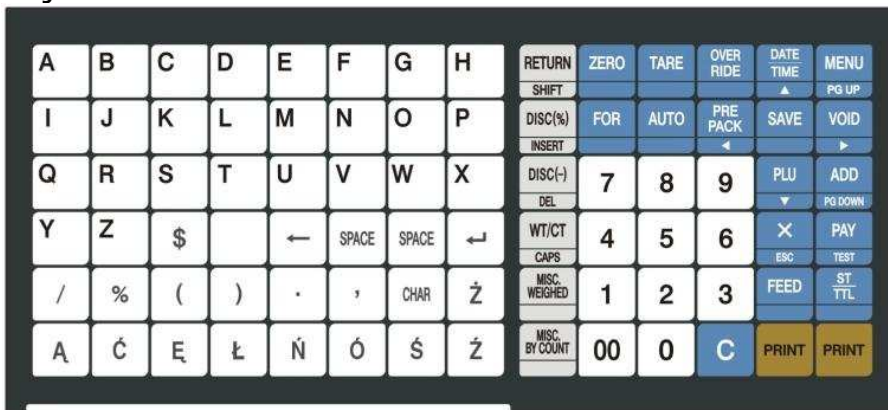 A B C D E F G H RETURN ZERO TARE OVER RIDE DATE TIME MENU
SHIFT ▲ PG UP
I J K L M N O P DISC(%) FOR AUTO PRE PACK SAVE VOID
INSERT ◄ ►
Q R S T U V W X DISC(-) 7 8 9 PLU ADD
DEL ▼ PG DOWN
Y Z $ ← SPACE SPACE ↵ WT/CT 4 5 6 X PAY
CAPS ESC TEST
/ % ( ) · , CHAR Ż MISC. WEIGHED 1 2 3 FEED ST TTL
Ą Ć Ę Ł Ń Ó Ś Ź MISC. BY COUNT 00 0 C PRINT PRINT